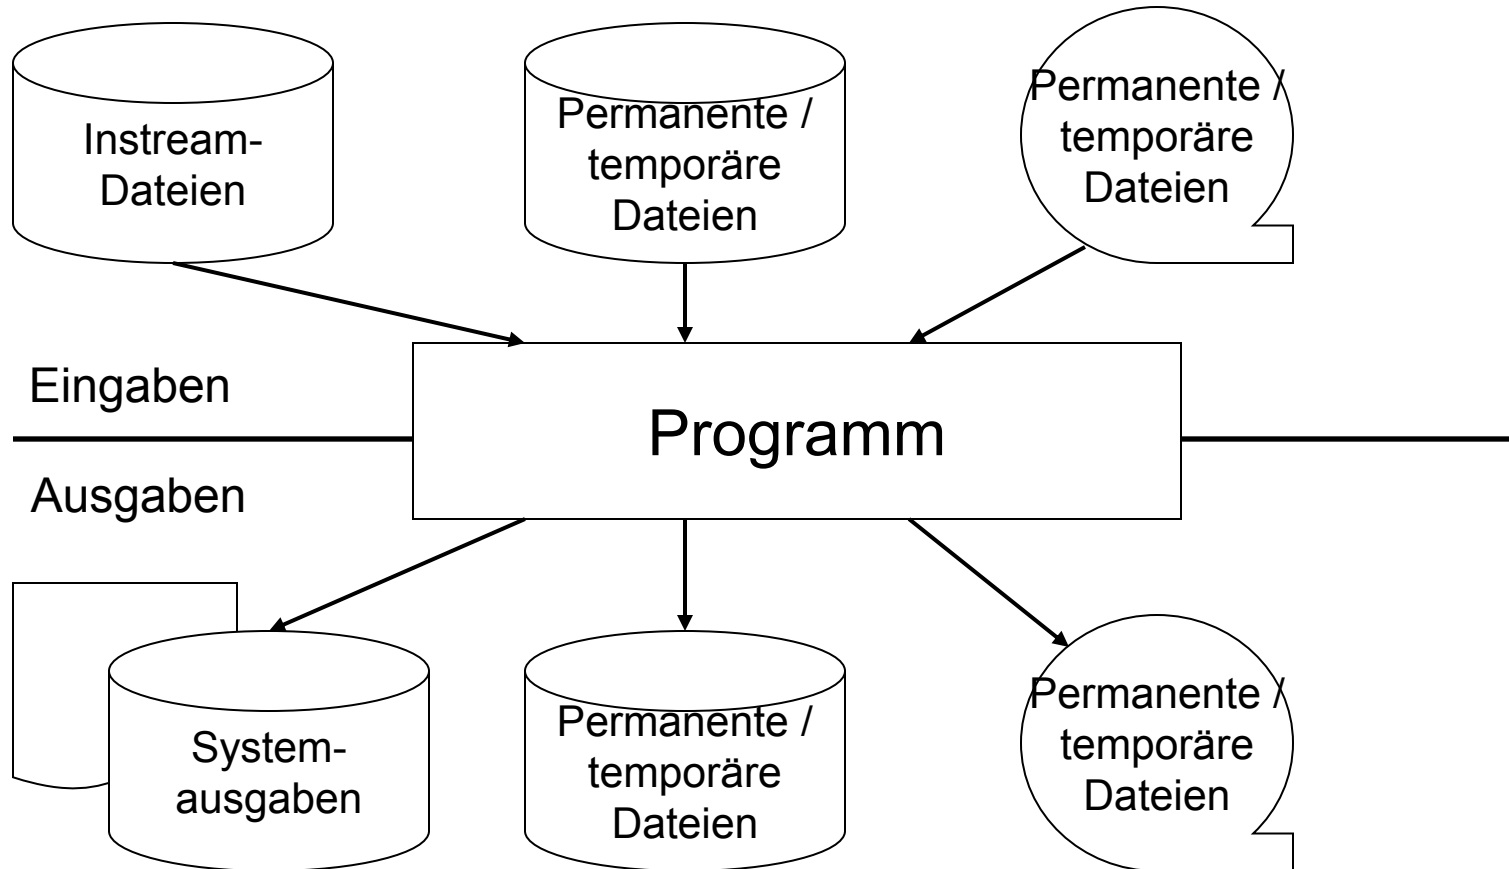 Instream-
Dateien
Permanente /
temporäre
Dateien
Permanente /
temporäre
Dateien
Eingaben
Programm
Ausgaben
System-
ausgaben
Permanente /
temporäre
Dateien
Permanente /
temporäre
Dateien